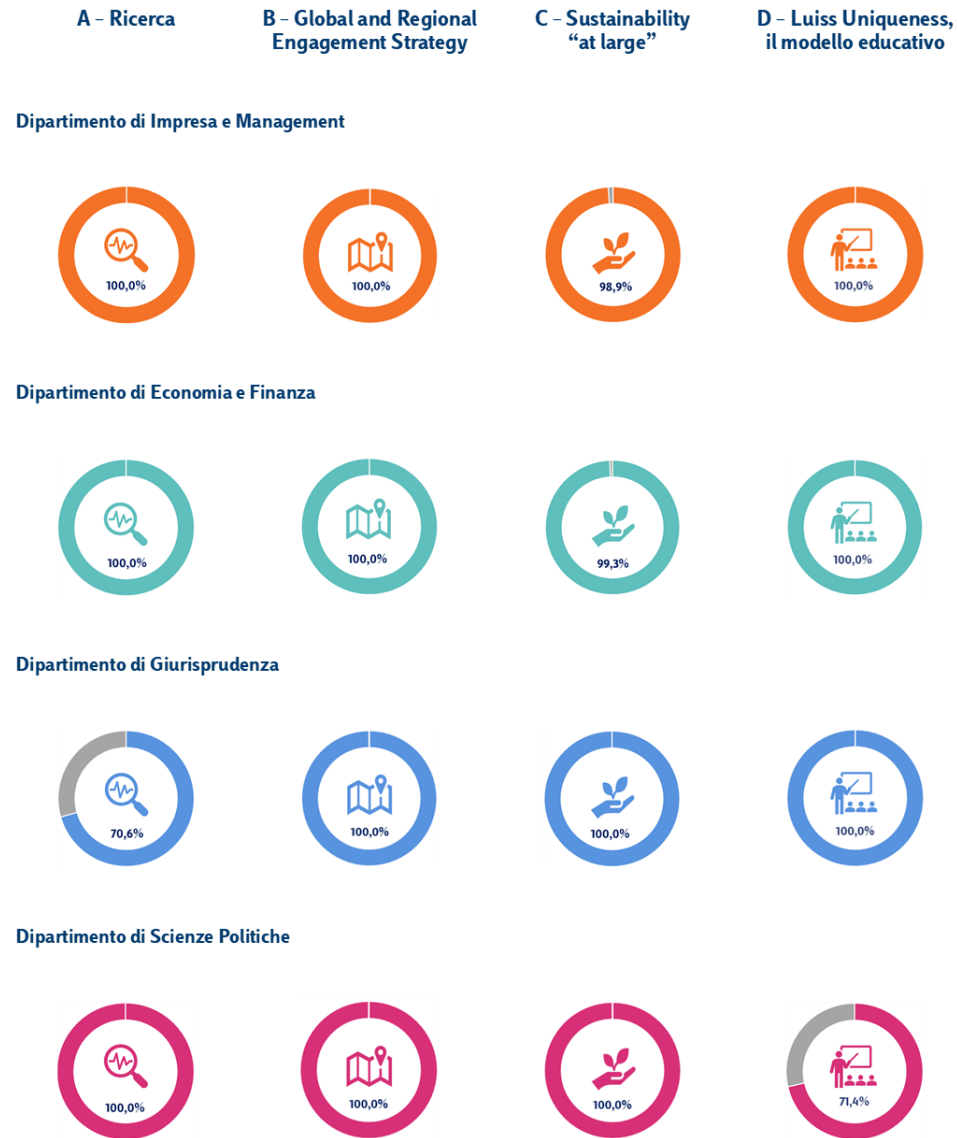 A – Ricerca
B – Global and Regional
Engagement Strategy
C – Sustainability
“at large”
D – Luiss Uniqueness,
il modello educativo
Dipartimento di Impresa e Management
100,0%
100,0%
98,9%
100,0%
Dipartimento di Economia e Finanza
100,0%
100,0%
99,3%
100,0%
Dipartimento di Giurisprudenza
70,6%
100,0%
100,0%
100,0%
Dipartimento di Scienze Politiche
100,0%
100,0%
100,0%
71,4%